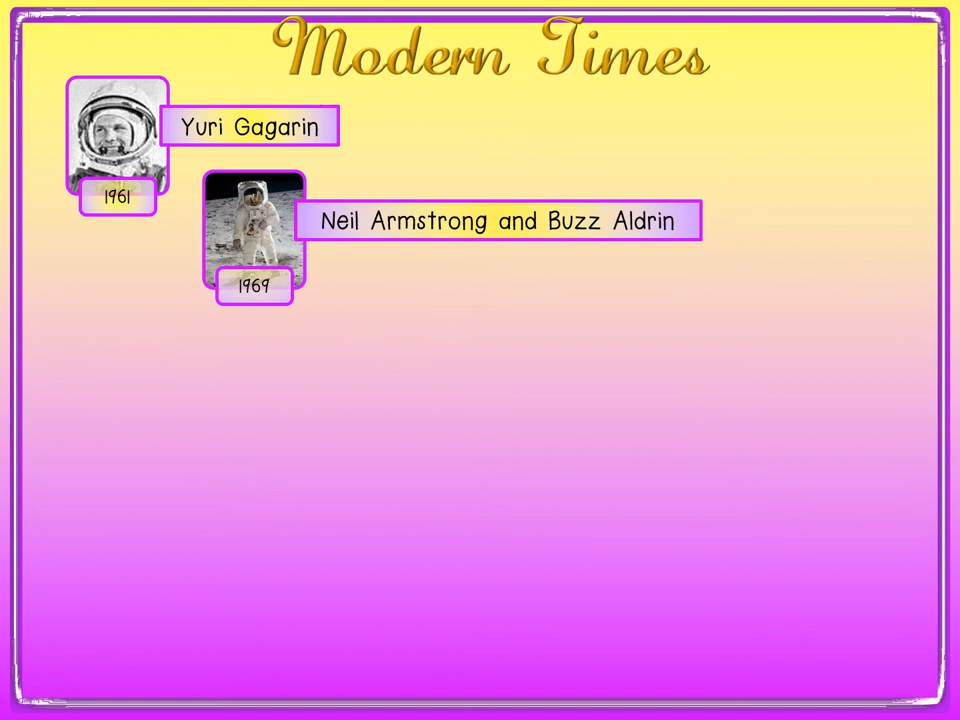 Modern Times
Yuri Gagarin
1961
Neil Armstrong and Buzz Aldrin
1969